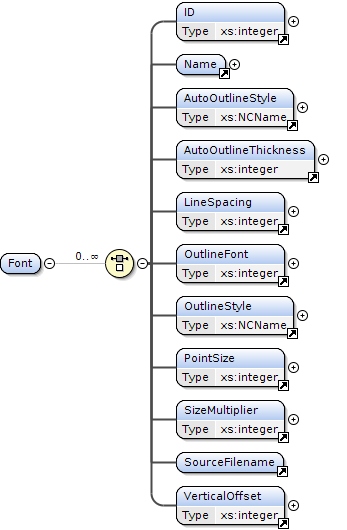 ID
Type xs:integer
Name
AutoOutlineStyle
Type xs:NCName
AutoOutlineThickness
Type xs:integer
LineSpacing
Type xs:integer
Font
0..∞
OutlineFont
Type xs:integer
OutlineStyle
Type xs:NCName
PointSize
Type xs:integer
SizeMultiplier
Type xs:integer
SourceFilename
VerticalOffset
Type xs:integer